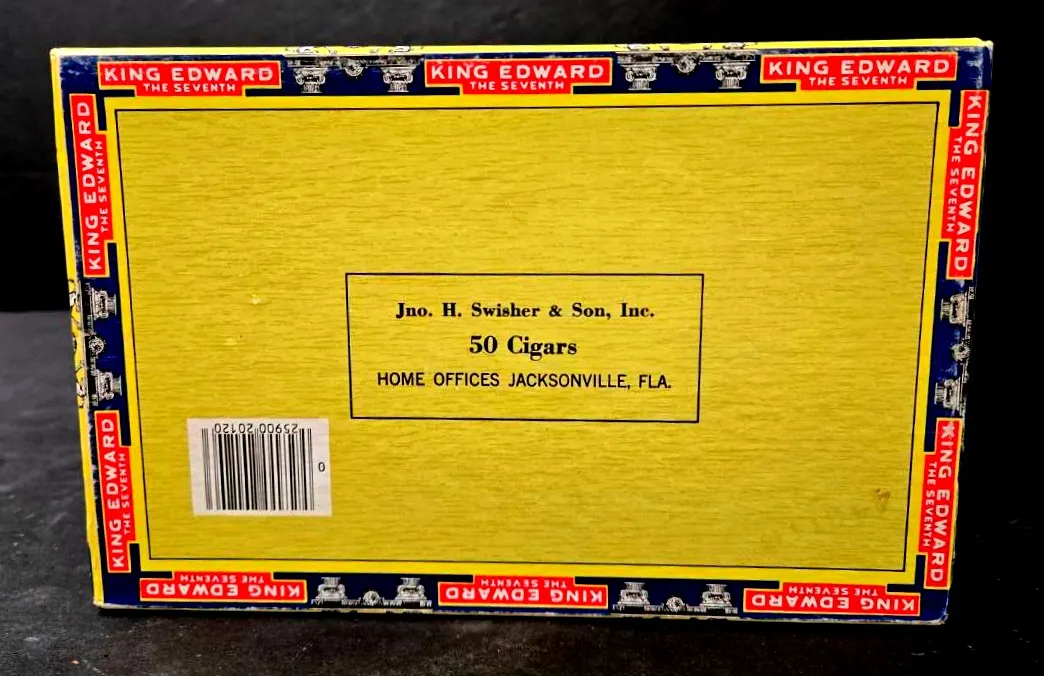 KING EDWARD
THE SEVENTH
KING EDWARD
THE SEVENTH
KING EDWARD
THE SEVENTH
KING EDWARD
THE SEVENTH
KING EDWARD
THE SEVENTH
Jno. H. Swisher & Son, Inc.
50 Cigars
HOME OFFICES JACKSONVILLE, FLA.
KING EDWARD
THE SEVENTH
KING EDWARD
THE SEVENTH
0 25900 20120
KING EDWARD
THE SEVENTH
KING EDWARD
THE SEVENTH
KING EDWARD
THE SEVENTH